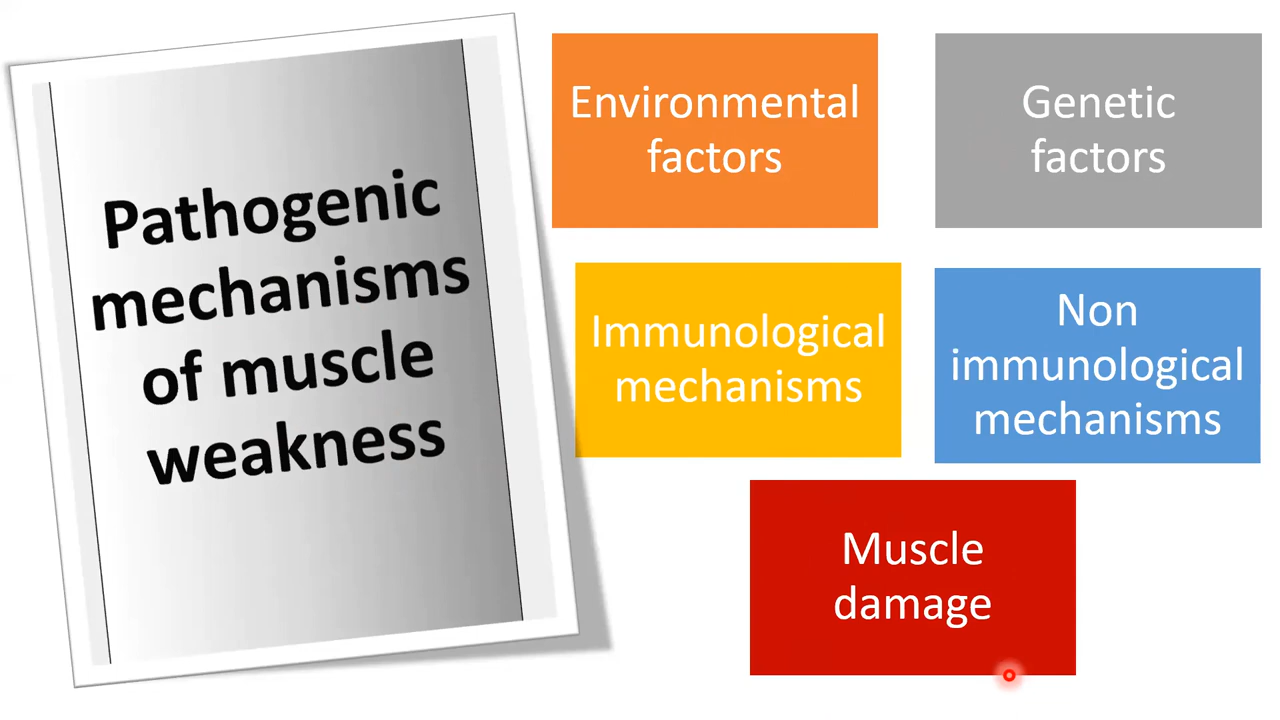 Pathogenic
mechanisms
of muscle
weakness
Environmental
factors
Genetic
factors
Immunological
mechanisms
Non
immunological
mechanisms
Muscle
damage